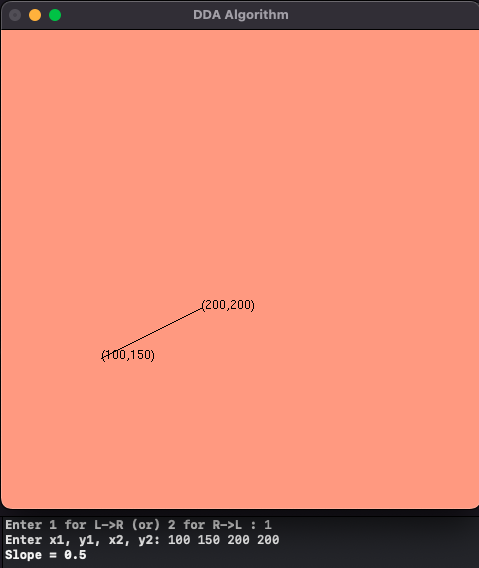 DDA Algorithm
(200,200)
(100,150)
Enter 1 for L->R (or) 2 for R->L : 1
Enter x1, y1, x2, y2: 100 150 200 200
Slope = 0.5